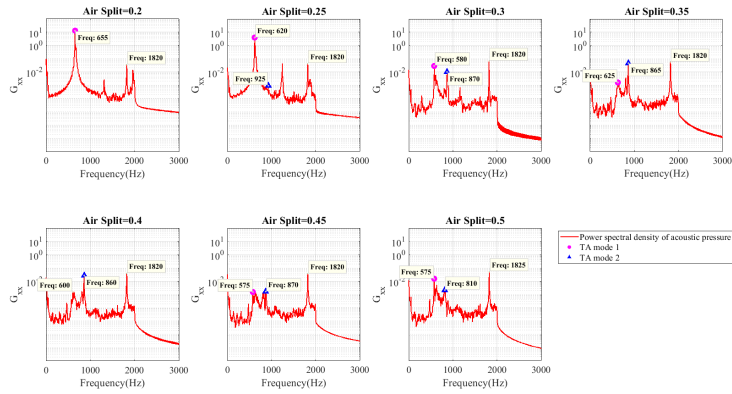 Air Split=0.2
10^1
10^0
10^-2
G_xx
Freq: 655
Freq: 1820
0
1000
2000
3000
Frequency(Hz)
Air Split=0.25
10^1
10^0
10^-2
G_xx
Freq: 620
Freq: 925
Freq: 1820
0
1000
2000
3000
Frequency(Hz)
Air Split=0.3
10^1
10^0
10^-2
G_xx
Freq: 580
Freq: 870
Freq: 1820
0
1000
2000
3000
Frequency(Hz)
Air Split=0.35
10^1
10^0
10^-2
G_xx
Freq: 625
Freq: 865
Freq: 1820
0
1000
2000
3000
Frequency(Hz)
Air Split=0.4
10^1
10^0
10^-2
G_xx
Freq: 600
Freq: 860
Freq: 1820
0
1000
2000
3000
Frequency(Hz)
Air Split=0.45
10^1
10^0
10^-2
G_xx
Freq: 575
Freq: 870
Freq: 1820
0
1000
2000
3000
Frequency(Hz)
Air Split=0.5
10^1
10^0
10^-2
G_xx
Freq: 575
Freq: 810
Freq: 1825
0
1000
2000
3000
Frequency(Hz)
Power spectral density of acoustic pressure
TA mode 1
TA mode 2